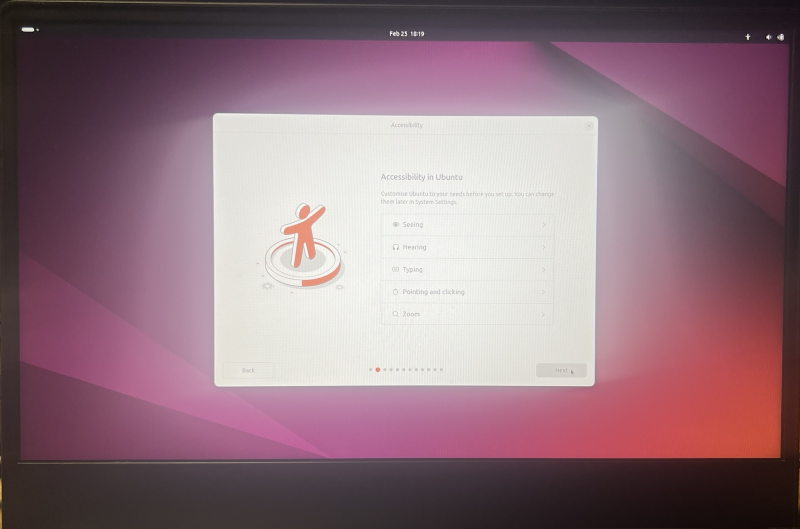 Feb 25 18:19
Accessibility
Accessibility in Ubuntu
Customise Ubuntu to your needs before you set up. You can change
them later in System Settings.
Seeing
Hearing
Typing
Pointing and clicking
Zoom
Back
Next